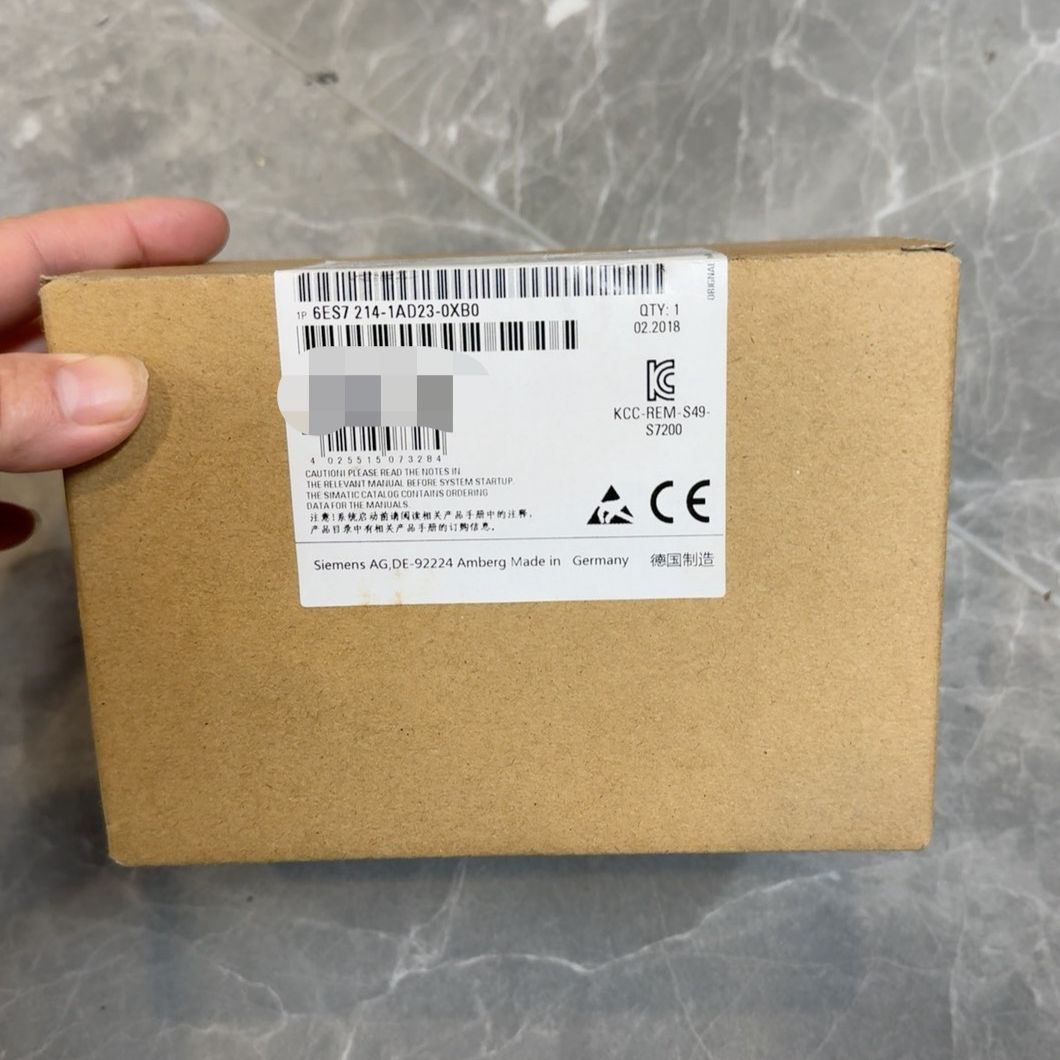 ORIGNAL
1P 6ES7 214-1AD23-0XB0
QTY: 1
02.2018
KCC-REM-S49-
S7200
4 025515 073284
CAUTION! PLEASE READ THE NOTES IN
THE RELEVANT MANUAL BEFORE SYSTEM STARTUP.
THE SIMATIC CATALOG CONTAINS ORDERING
DATA FOR THE MANUALS.
注意!系统启动前请阅读相关产品手册中的注释,
产品目录中有相关产品手册的订购信息。
CE
Siemens AG,DE-92224 Amberg Made in Germany 德国制造